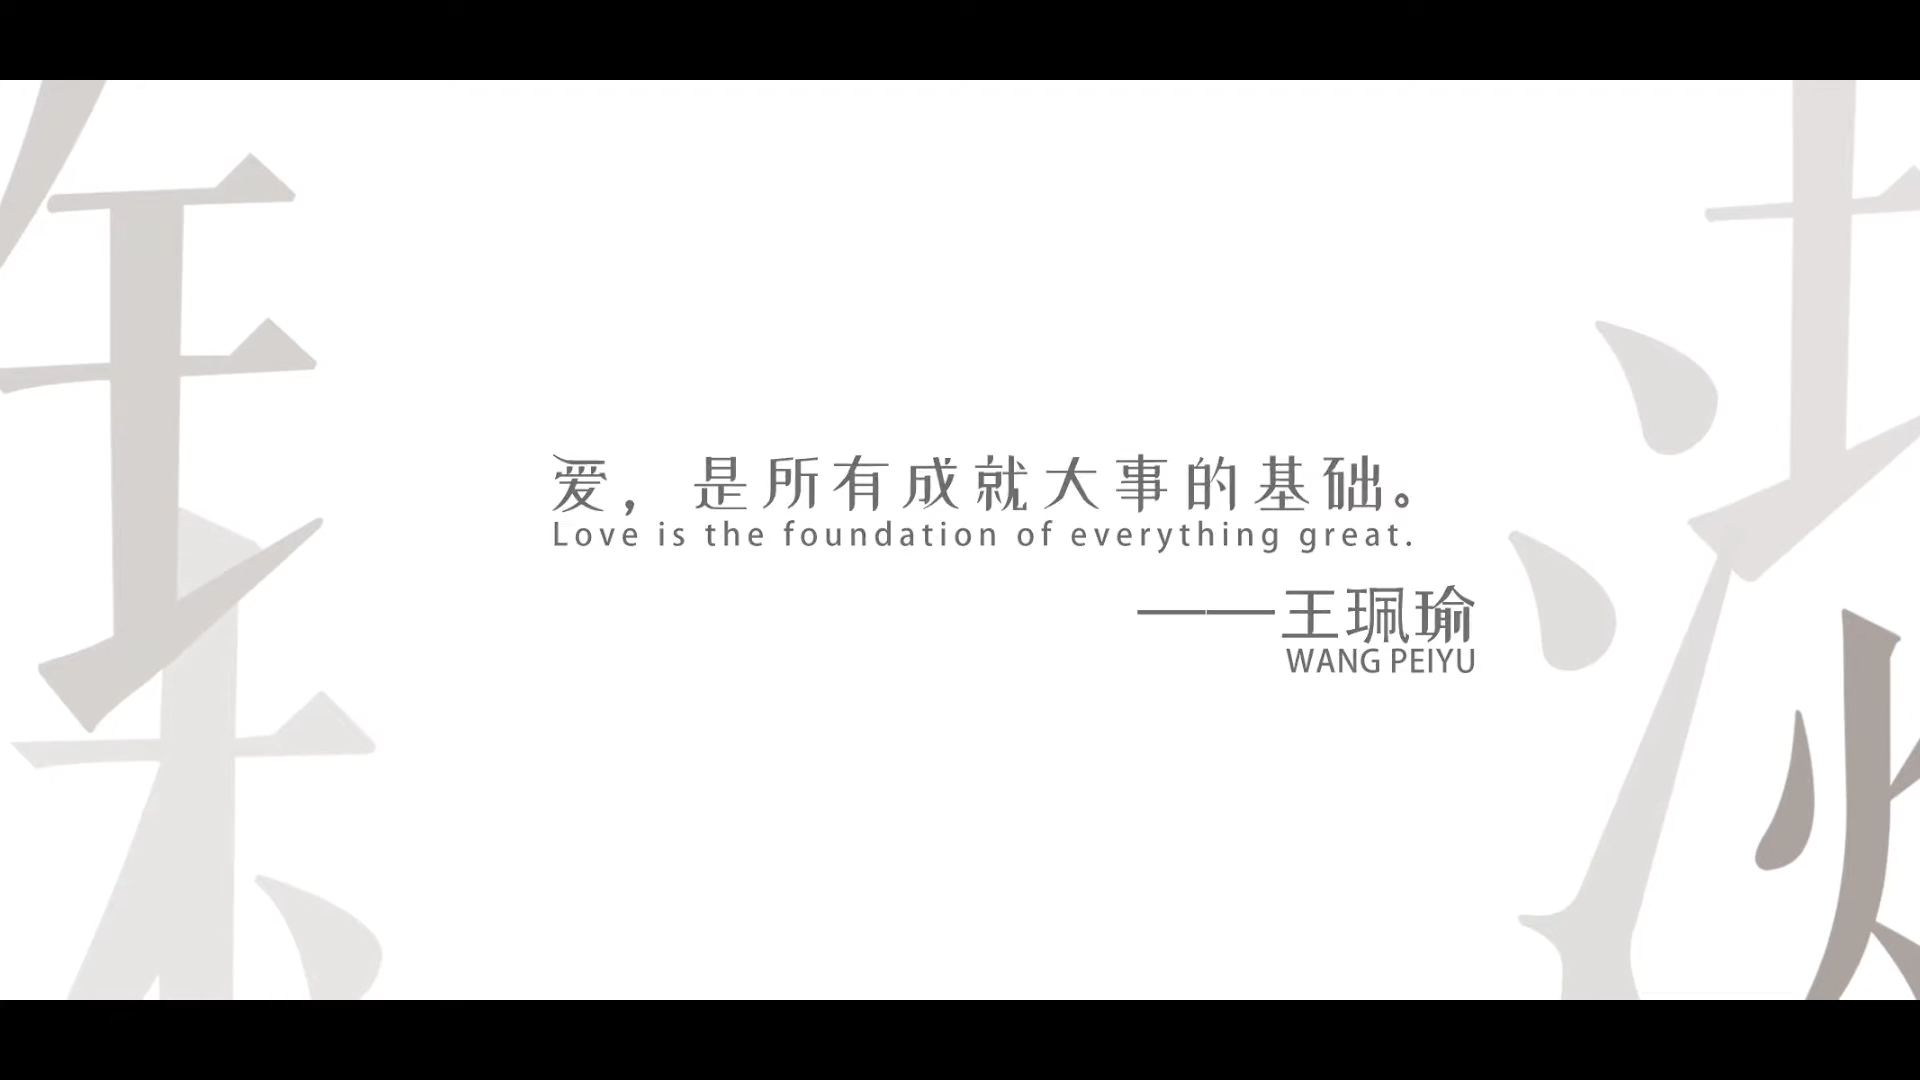 爱，是所有成就大事的基础。
Love is the foundation of everything great.
——王珮瑜
WANG PEIYU